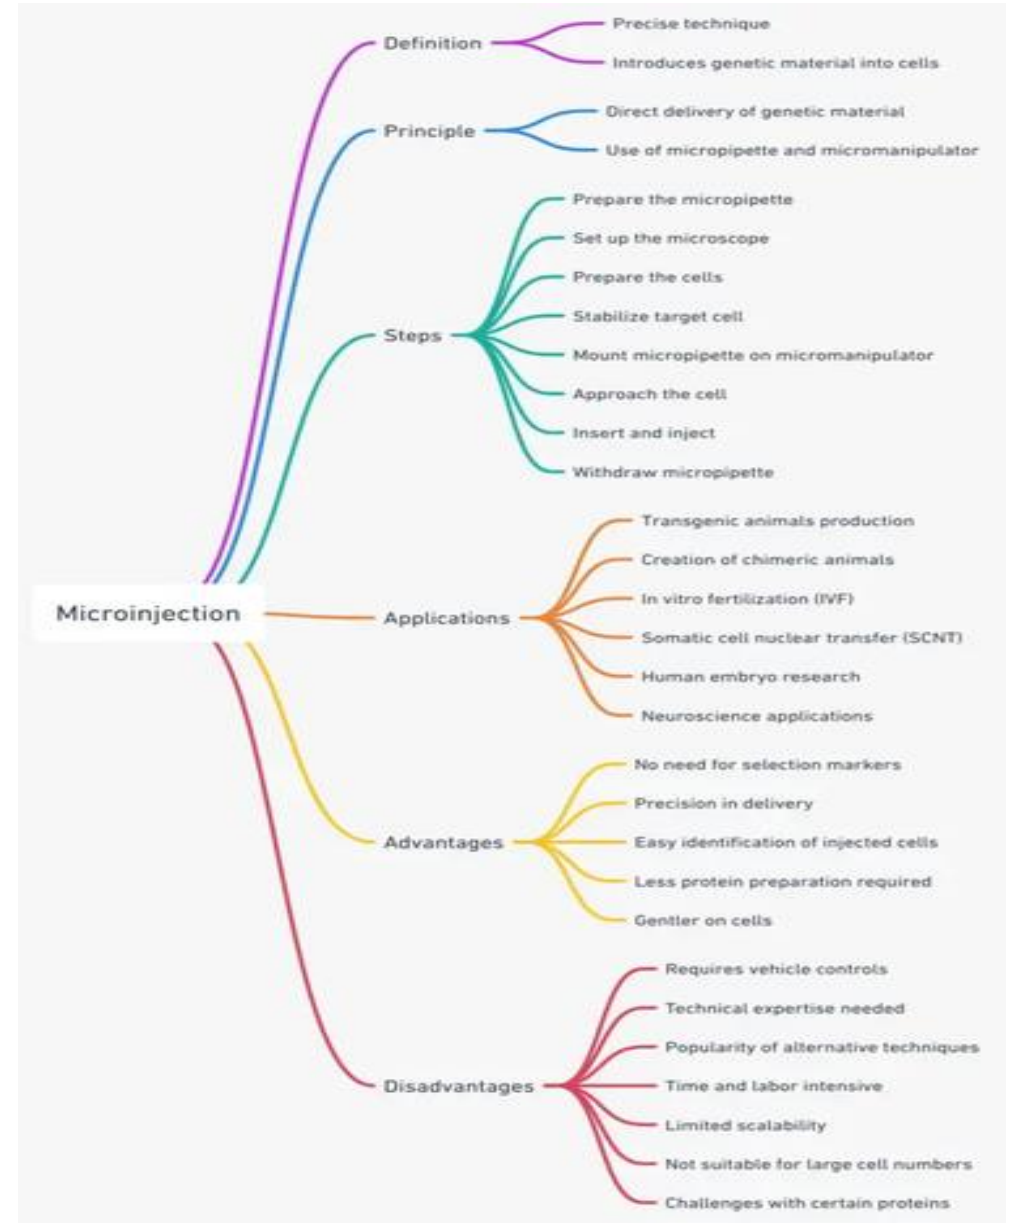 Microinjection
Definition
Precise technique
Introduces genetic material into cells
Principle
Direct delivery of genetic material
Use of micropipette and micromanipulator
Steps
Prepare the micropipette
Set up the microscope
Prepare the cells
Stabilize target cell
Mount micropipette on micromanipulator
Approach the cell
Insert and inject
Withdraw micropipette
Applications
Transgenic animals production
Creation of chimeric animals
In vitro fertilization (IVF)
Somatic cell nuclear transfer (SCNT)
Human embryo research
Neuroscience applications
Advantages
No need for selection markers
Precision in delivery
Easy identification of injected cells
Less protein preparation required
Gentler on cells
Disadvantages
Requires vehicle controls
Technical expertise needed
Popularity of alternative techniques
Time and labor intensive
Limited scalability
Not suitable for large cell numbers
Challenges with certain proteins